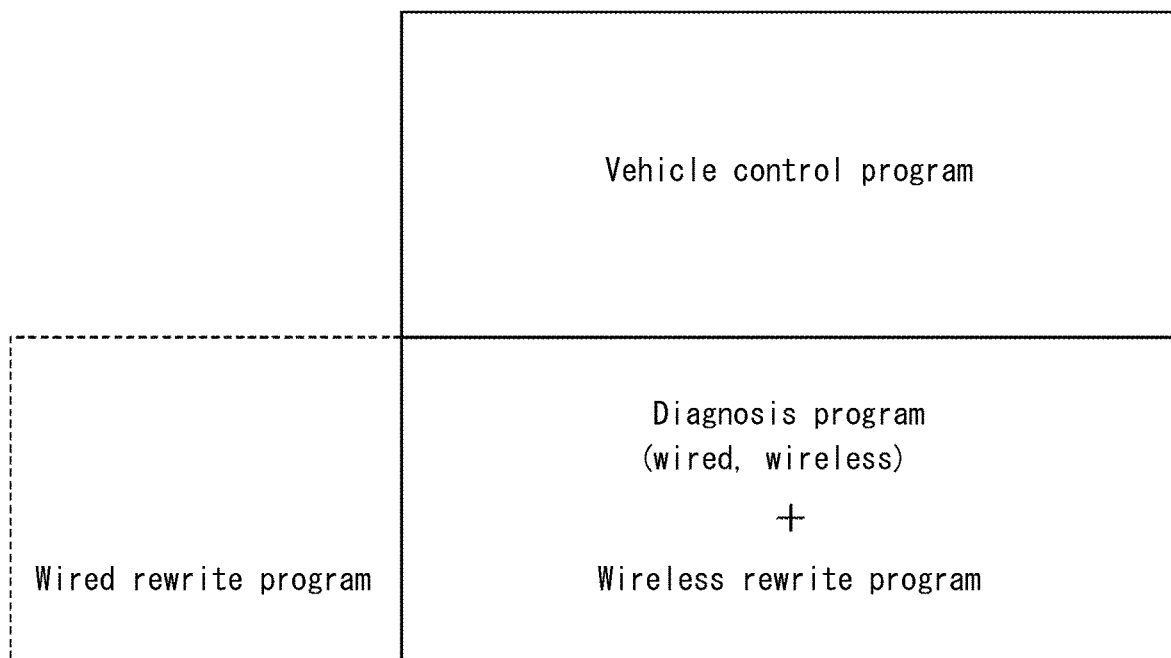 Vehicle control program
Diagnosis program
(wired, wireless)
+
Wired rewrite program
Wireless rewrite program